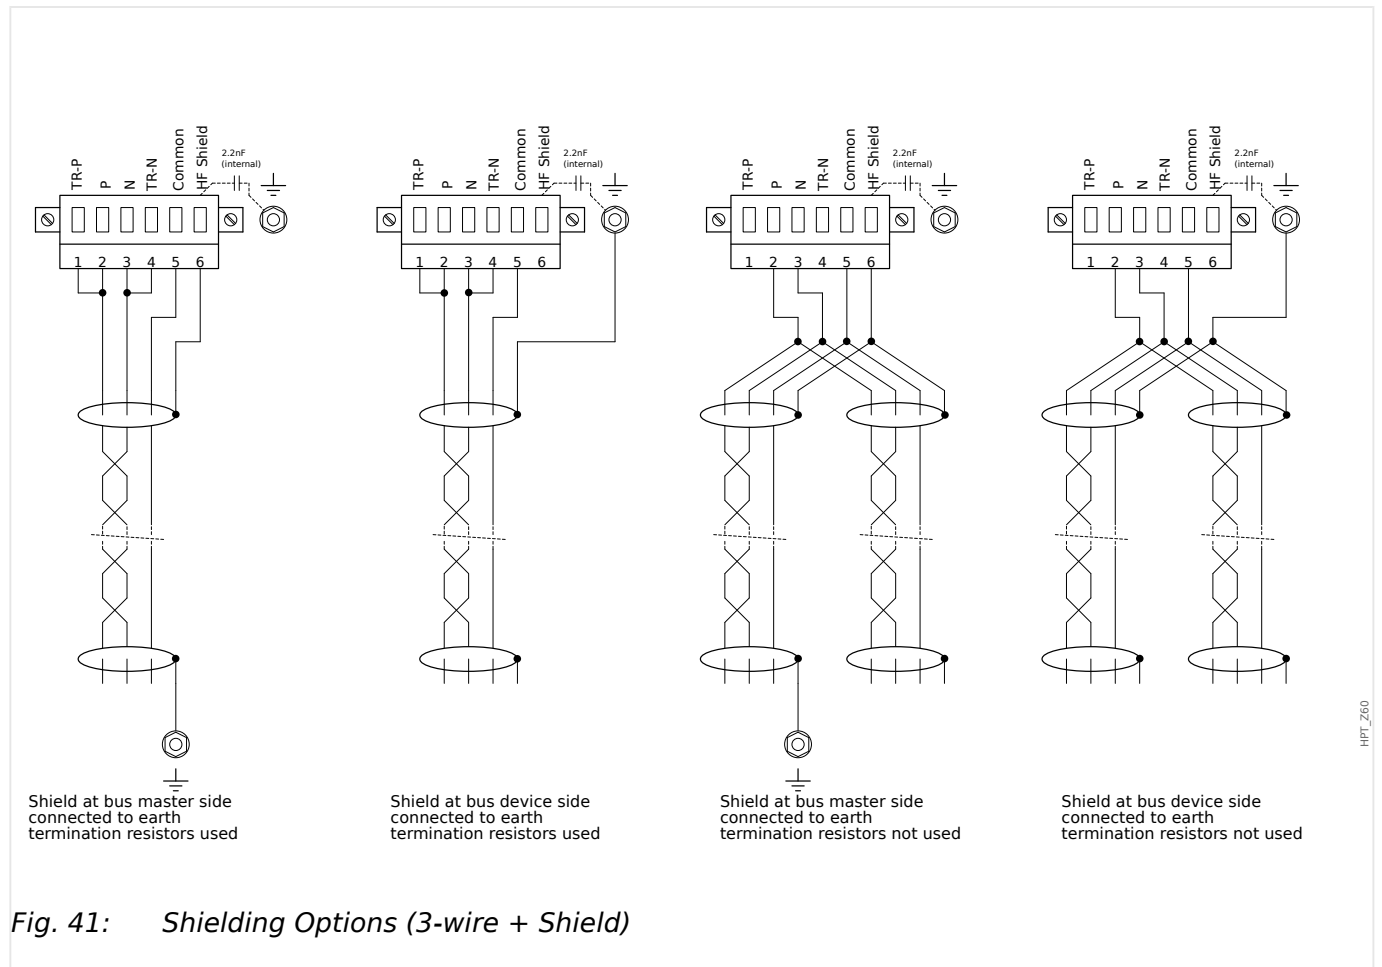 TR-P
P
N
TR-N
Common
HF Shield
2.2nF
(internal)
1 2 3 4 5 6
TR-P
P
N
TR-N
Common
HF Shield
2.2nF
(internal)
1 2 3 4 5 6
TR-P
P
N
TR-N
Common
HF Shield
2.2nF
(internal)
1 2 3 4 5 6
TR-P
P
N
TR-N
Common
HF Shield
2.2nF
(internal)
1 2 3 4 5 6
HPT_Z60
Shield at bus master side
connected to earth
termination resistors used
Shield at bus device side
connected to earth
termination resistors used
Shield at bus master side
connected to earth
termination resistors not used
Shield at bus device side
connected to earth
termination resistors not used
Fig. 41: Shielding Options (3-wire + Shield)